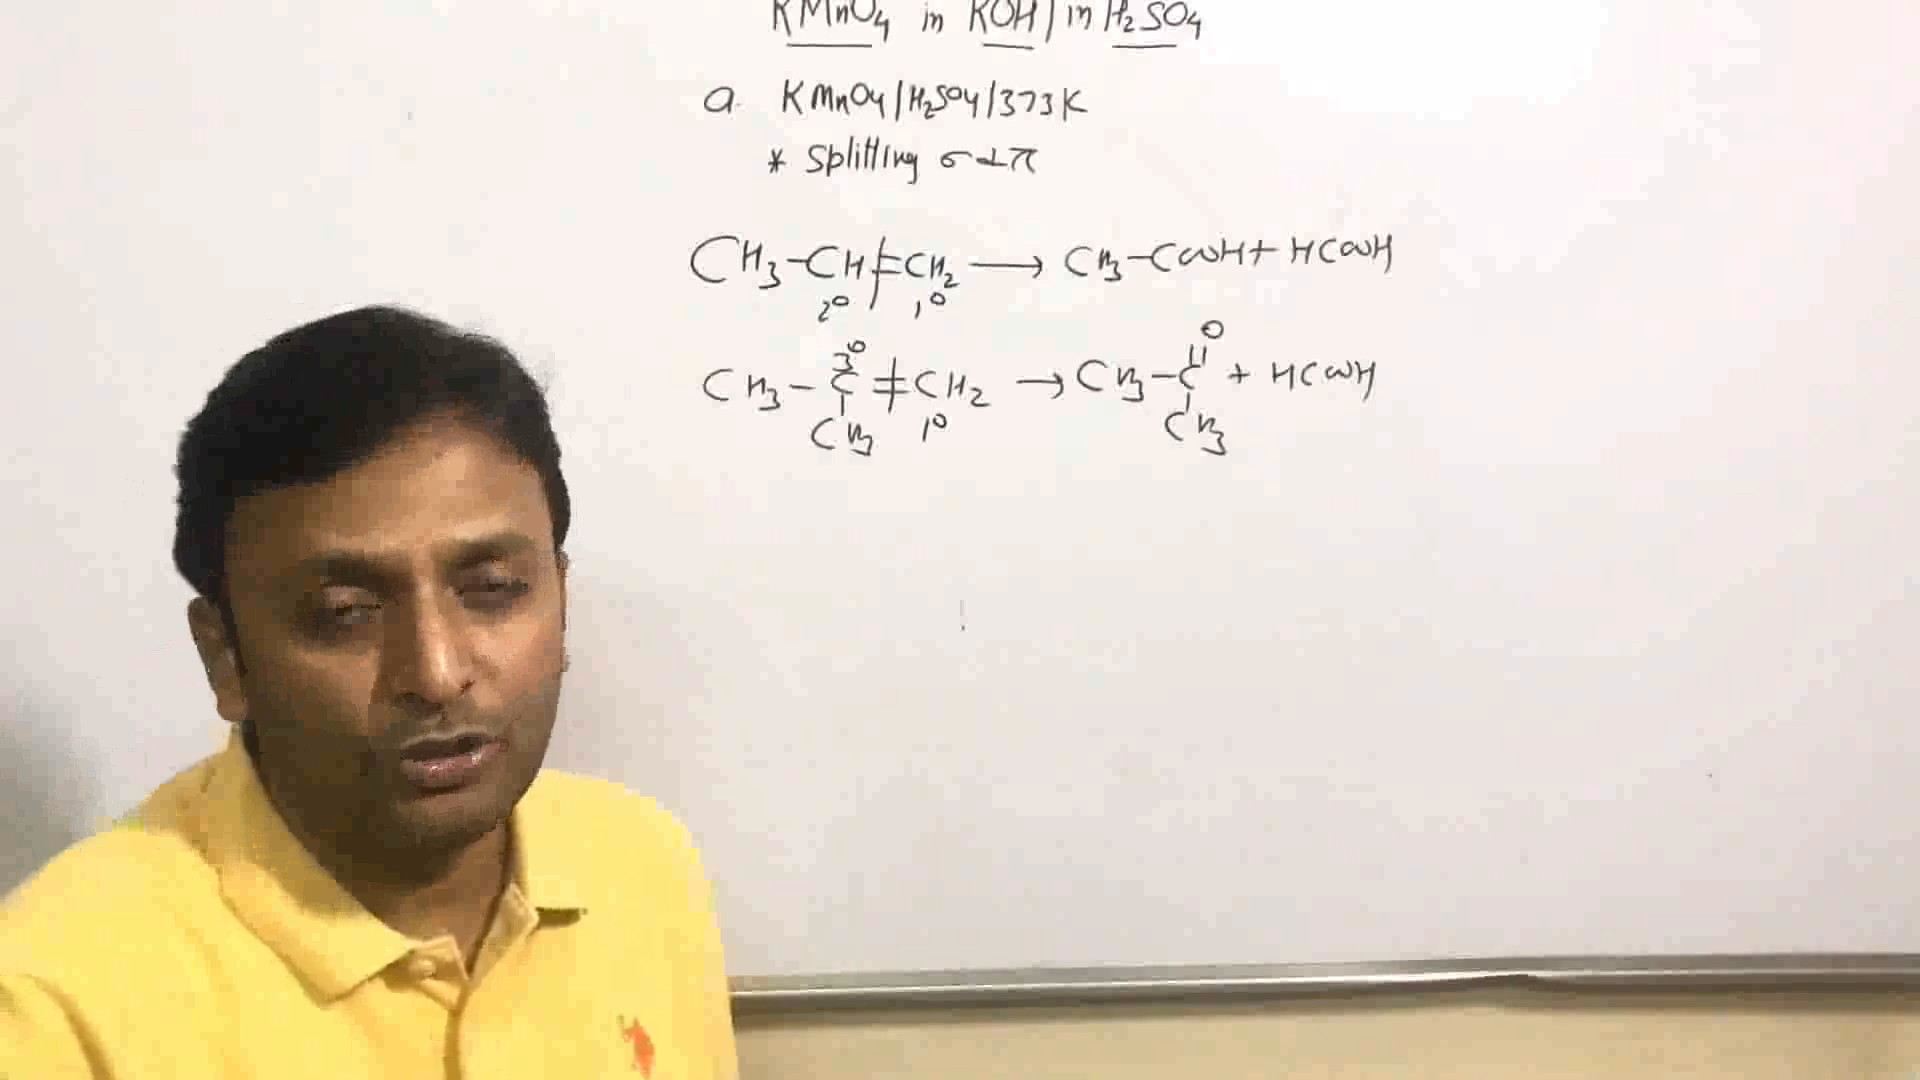 KMnO4 in KOH / in H2SO4
a. KMnO4/H2SO4/373K
* Splitting σ & π
CH3-CH=CH2 → CH3-COOH + HCOOH
2° 1°
3° O
CH3-C=CH2 → CH3-C + HCOOH
CH3 1° CH3